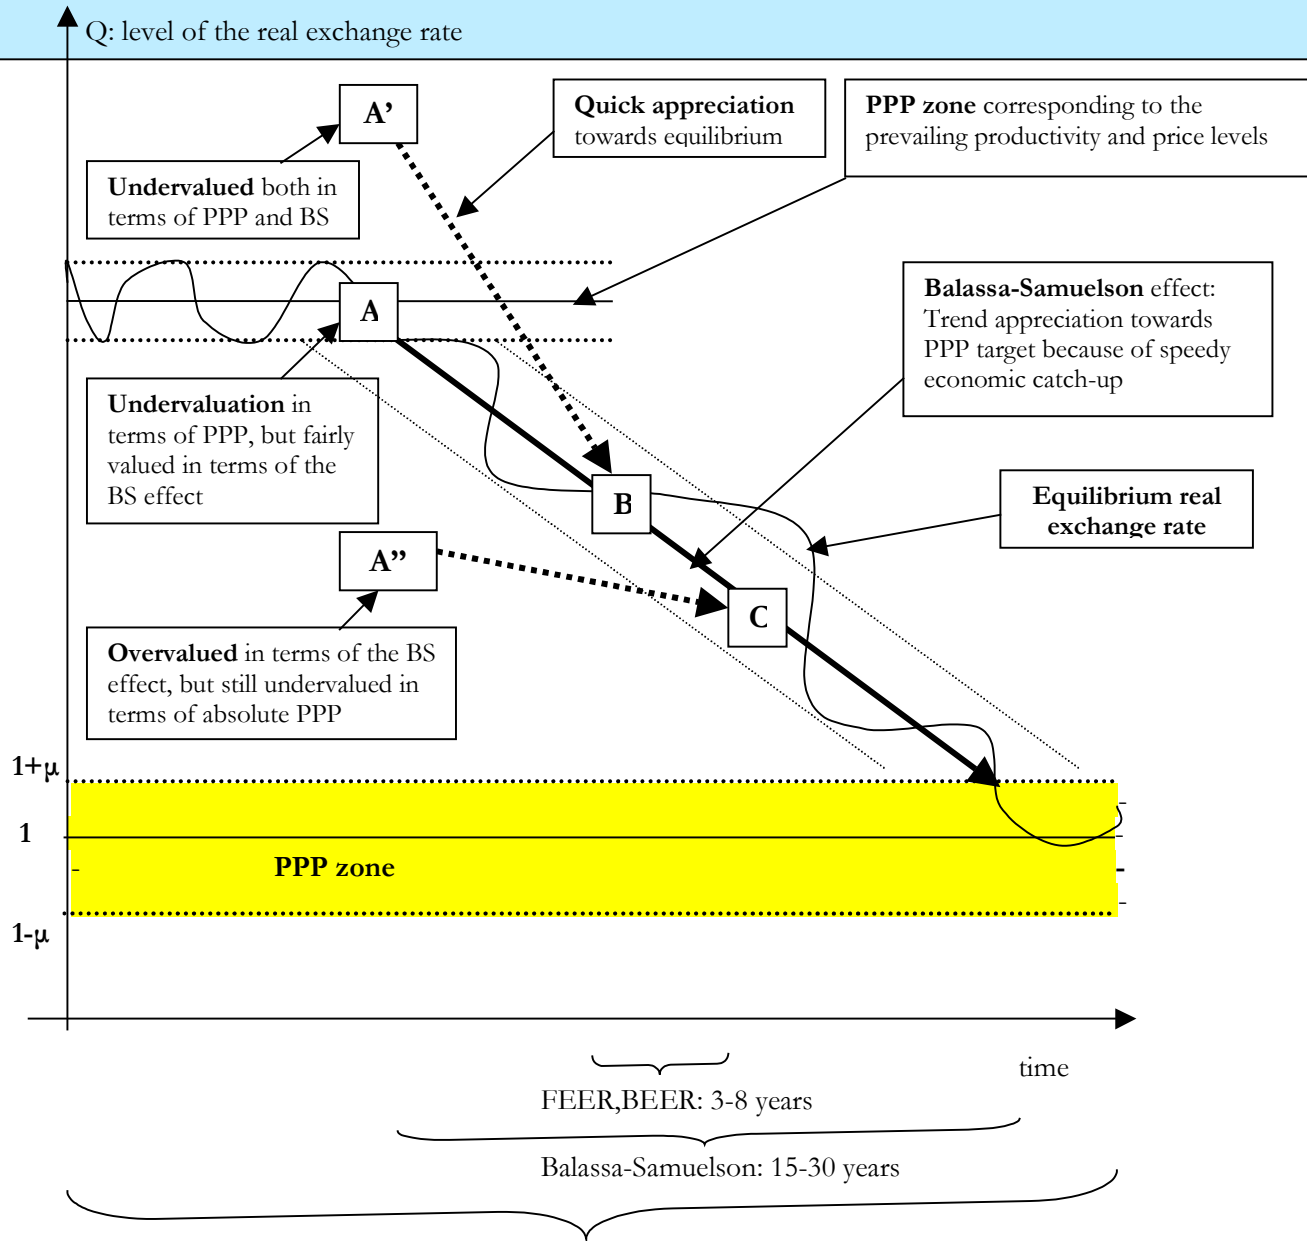 Q: level of the real exchange rate
A’
Quick appreciation
towards equilibrium
PPP zone corresponding to the
prevailing productivity and price levels
Undervalued both in
terms of PPP and BS
A
Balassa-Samuelson effect:
Trend appreciation towards
PPP target because of speedy
economic catch-up
Undervaluation in
terms of PPP, but fairly
valued in terms of the
BS effect
B
Equilibrium real
exchange rate
A”
C
Overvalued in terms of the BS
effect, but still undervalued in
terms of absolute PPP
1+μ
1
PPP zone
1-μ
time
FEER,BEER: 3-8 years
Balassa-Samuelson: 15-30 years